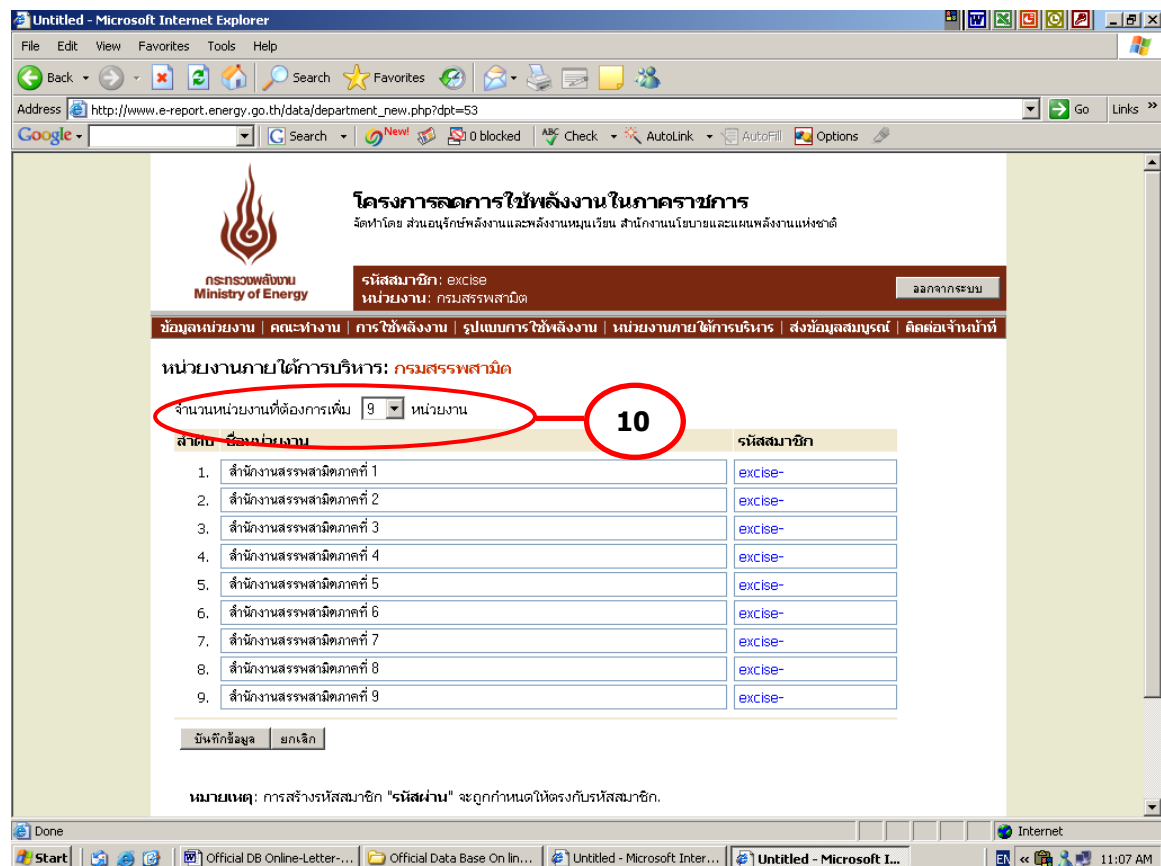 Untitled - Microsoft Internet Explorer
File Edit View Favorites Tools Help
Back Search Favorites
Address http://www.e-report.energy.go.th/data/department_new.php?dpt=53 Go Links »
Google Search New! 0 blocked ABC Check AutoLink AutoFill Options
โครงการลดการใช้พลังงานในภาคราชการ
จัดทำโดย ส่วนอนุรักษ์พลังงานและพลังงานหมุนเวียน สำนักงานนโยบายและแผนพลังงานแห่งชาติ
กระทรวงพลังงาน
Ministry of Energy
รหัสสมาชิก: excise
หน่วยงาน: กรมสรรพสามิต
ออกจากระบบ
ข้อมูลหน่วยงาน | คณะทำงาน | การใช้พลังงาน | รูปแบบการใช้พลังงาน | หน่วยงานภายใต้การบริหาร | ส่งข้อมูลสมบูรณ์ | ติดต่อเจ้าหน้าที่
หน่วยงานภายใต้การบริหาร: กรมสรรพสามิต
จำนวนหน่วยงานที่ต้องการเพิ่ม 9 หน่วยงาน
10
ลำดับ ชื่อหน่วยงาน รหัสสมาชิก
1. สำนักงานสรรพสามิตภาคที่ 1 excise-
2. สำนักงานสรรพสามิตภาคที่ 2 excise-
3. สำนักงานสรรพสามิตภาคที่ 3 excise-
4. สำนักงานสรรพสามิตภาคที่ 4 excise-
5. สำนักงานสรรพสามิตภาคที่ 5 excise-
6. สำนักงานสรรพสามิตภาคที่ 6 excise-
7. สำนักงานสรรพสามิตภาคที่ 7 excise-
8. สำนักงานสรรพสามิตภาคที่ 8 excise-
9. สำนักงานสรรพสามิตภาคที่ 9 excise-
บันทึกข้อมูล ยกเลิก
หมายเหตุ: การสร้างรหัสสมาชิก "รหัสผ่าน" จะถูกกำหนดให้ตรงกับรหัสสมาชิก.
Done Internet
Start Official DB Online-Letter-... Official Data Base On lin... Untitled - Microsoft Inter... Untitled - Microsoft I... EN « 11:07 AM